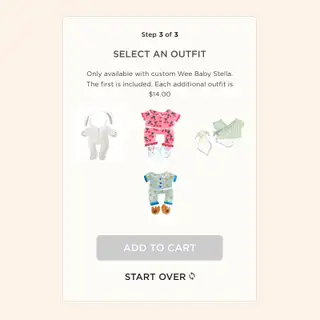 Step 3 of 3
SELECT AN OUTFIT
Only available with custom Wee Baby Stella.
The first is included. Each additional outfit is
$14.00
ADD TO CART
START OVER